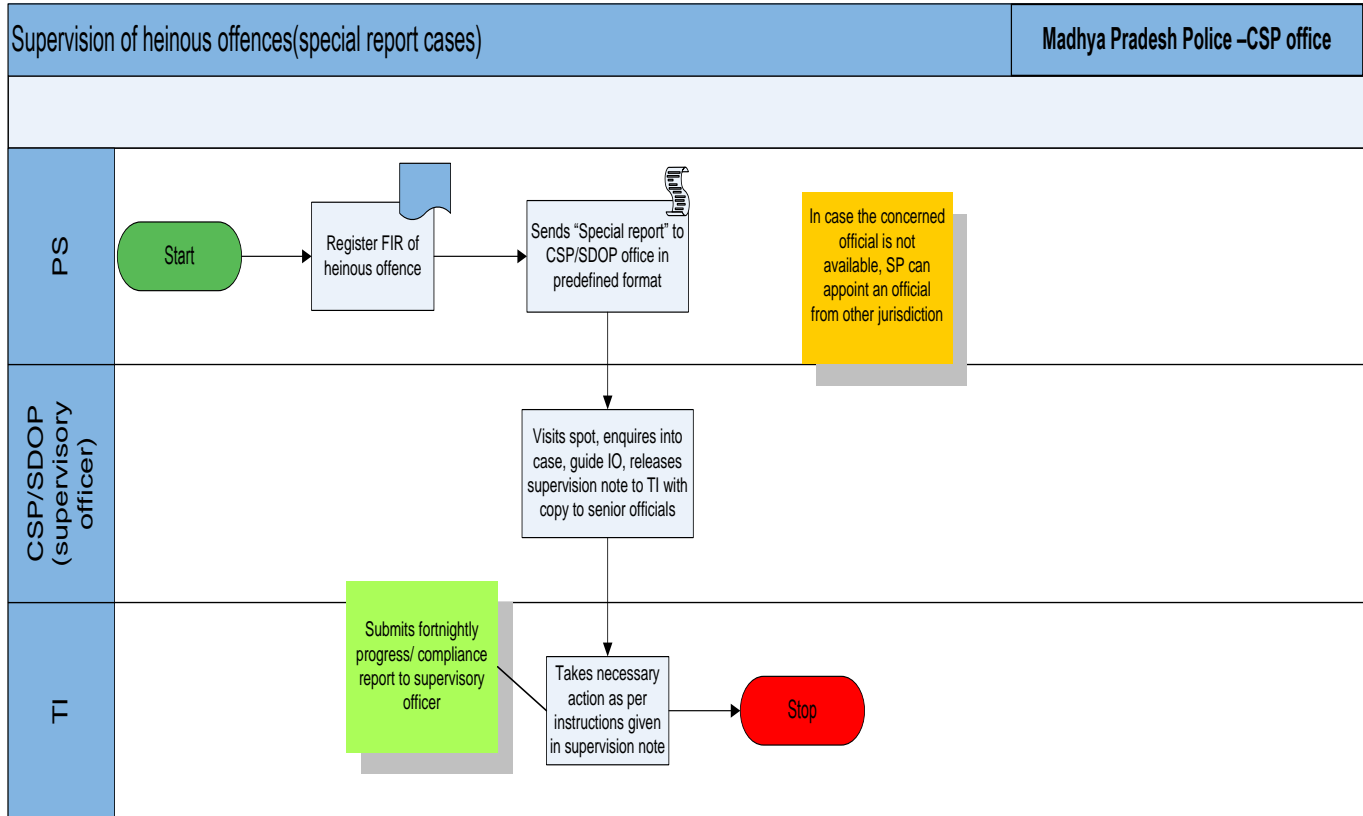 Supervision of heinous offences(special report cases)
Madhya Pradesh Police –CSP office
PS
Start
Register FIR of
heinous offence
Sends “Special report” to
CSP/SDOP office in
predefined format
In case the concerned
official is not
available, SP can
appoint an official
from other jurisdiction
CSP/SDOP
(supervisory
officer)
Visits spot, enquires into
case, guide IO, releases
supervision note to TI with
copy to senior officials
TI
Submits fortnightly
progress/ compliance
report to supervisory
officer
Takes necessary
action as per
instructions given
in supervision note
Stop